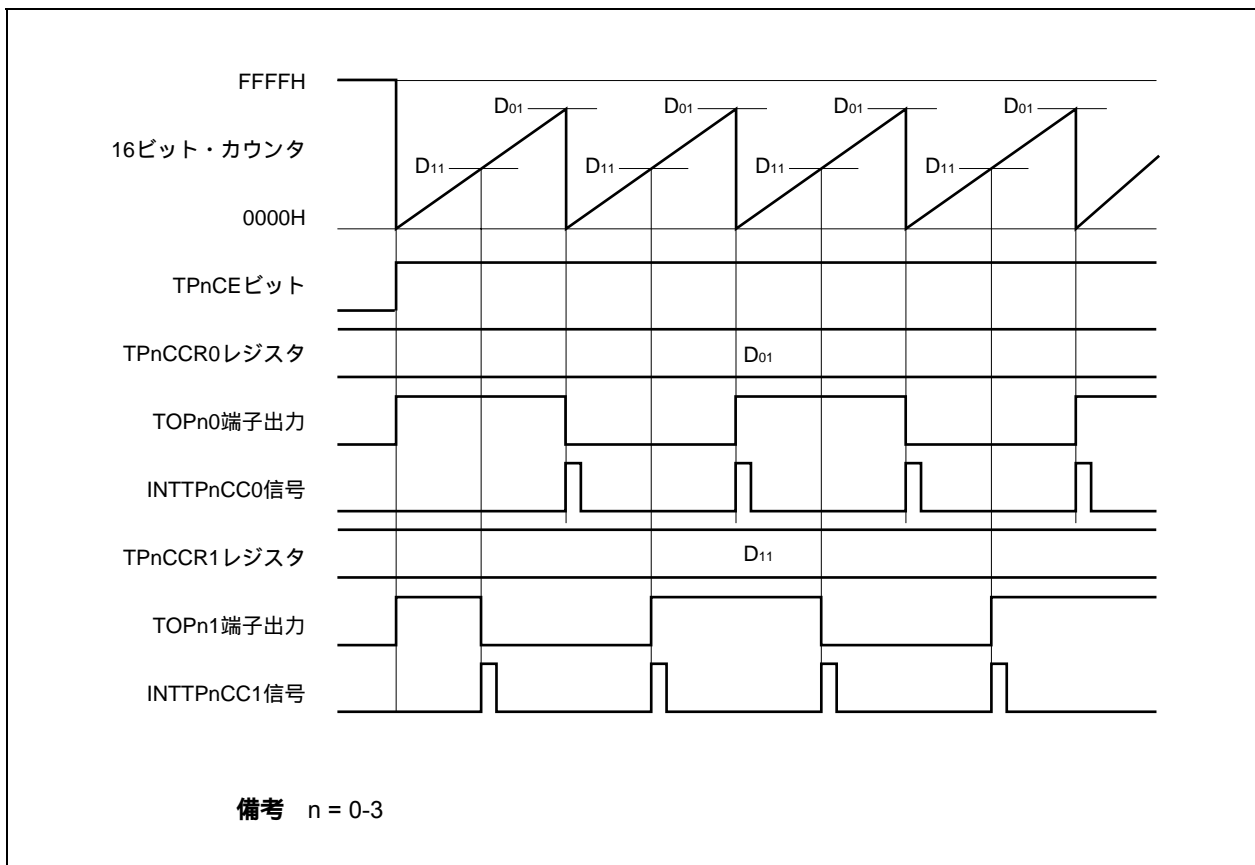 FFFFH
D01 D01 D01 D01
16ビット・カウンタ
D11 D11 D11 D11
0000H
TPnCEビット
TPnCCR0レジスタ
D01
TOPn0端子出力
INTTPnCC0信号
TPnCCR1レジスタ
D11
TOPn1端子出力
INTTPnCC1信号
備考 n = 0-3